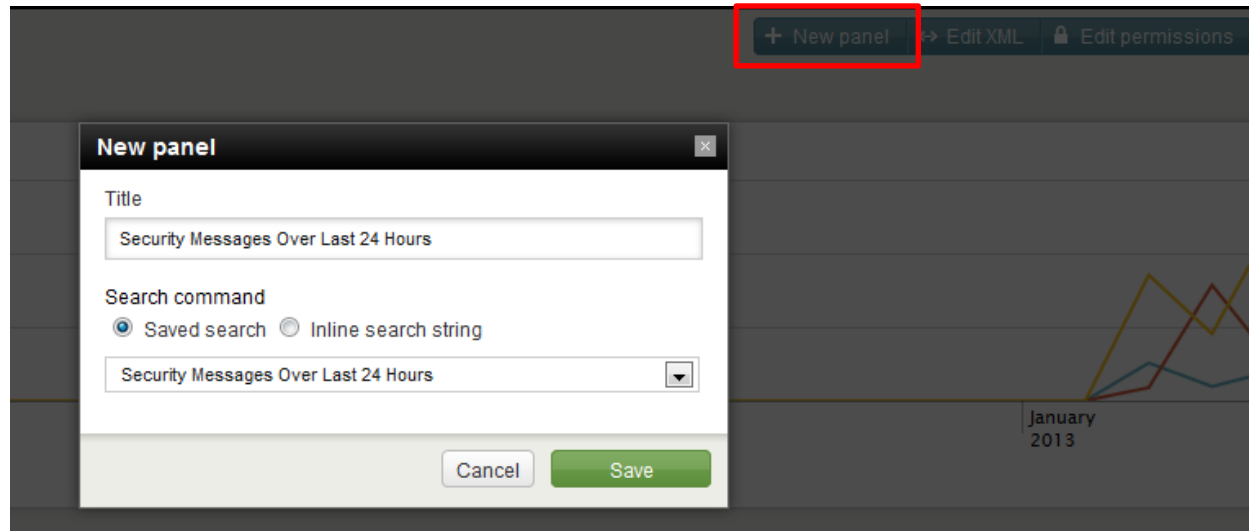 + New panel <-> Edit XML Edit permissions
New panel
Title
Security Messages Over Last 24 Hours
Search command
Saved search Inline search string
Security Messages Over Last 24 Hours
January
2013
Cancel Save